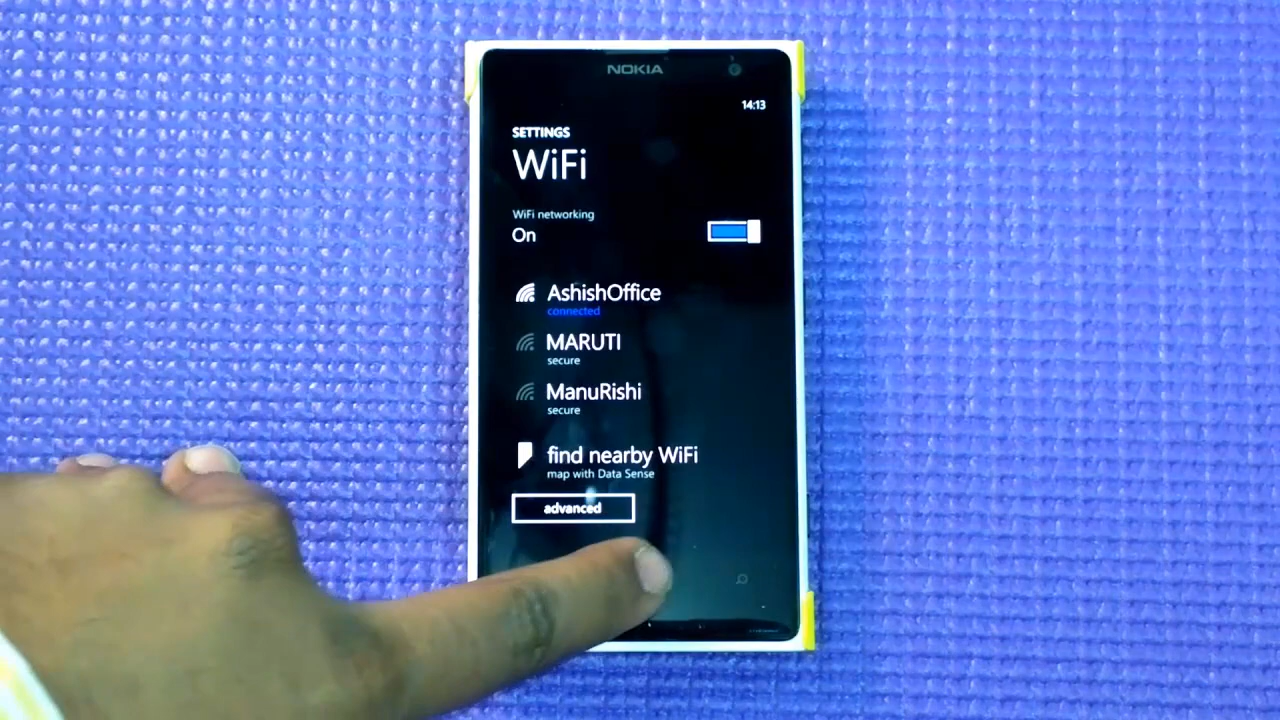 NOKIA
14:13
SETTINGS
WiFi
WiFi networking
On
AshishOffice
connected
MARUTI
secure
ManuRishi
secure
find nearby WiFi
map with Data Sense
advanced